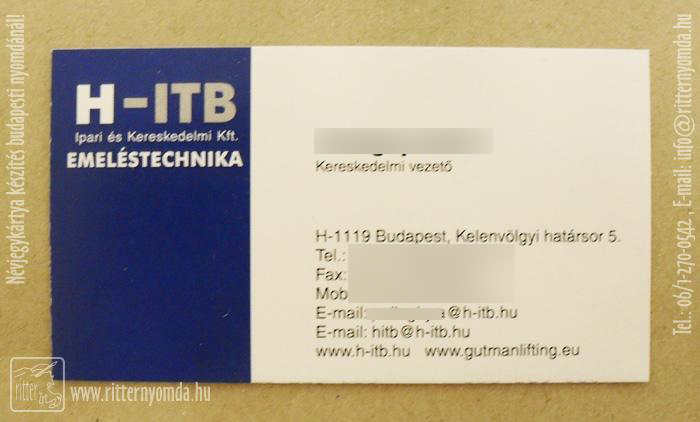 Névjegykártya készítés budapesti nyomdánál!
H-ITB
Ipari és Kereskedelmi Kft.
EMELÉSTECHNIKA
Kereskedelmi vezető
H-1119 Budapest, Kelenvölgyi határsor 5.
Tel.:
Fax:
Mob
E-mail: @h-itb.hu
E-mail: hitb@h-itb.hu
www.h-itb.hu www.gutmanlifting.eu
ritter
www.ritternyomda.hu
Tel.: 06/1-270-0542. E-mail: info@ritternyomda.hu